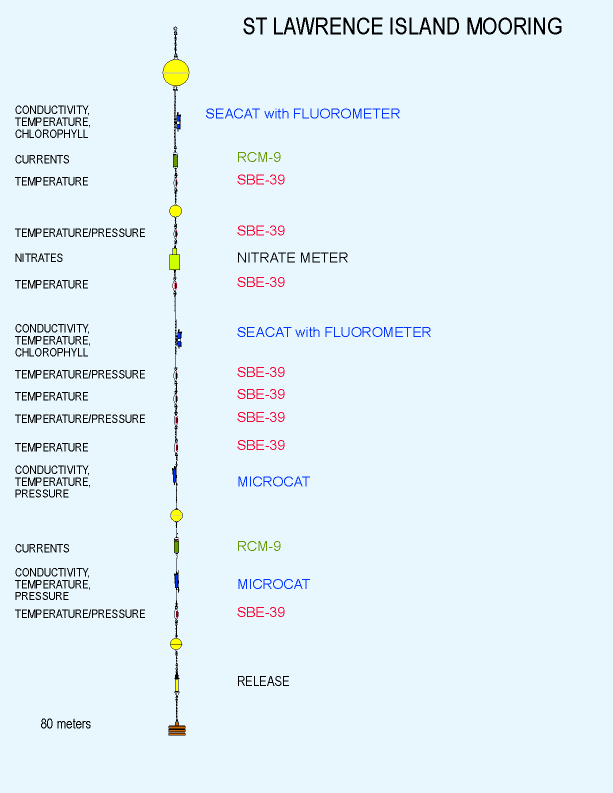 ST LAWRENCE ISLAND MOORING
CONDUCTIVITY,
TEMPERATURE,
CHLOROPHYLL
SEACAT with FLUOROMETER
CURRENTS
RCM-9
TEMPERATURE
SBE-39
TEMPERATURE/PRESSURE
SBE-39
NITRATES
NITRATE METER
TEMPERATURE
SBE-39
CONDUCTIVITY,
TEMPERATURE,
CHLOROPHYLL
SEACAT with FLUOROMETER
TEMPERATURE/PRESSURE
SBE-39
TEMPERATURE
SBE-39
TEMPERATURE/PRESSURE
SBE-39
TEMPERATURE
SBE-39
CONDUCTIVITY,
TEMPERATURE,
PRESSURE
MICROCAT
CURRENTS
RCM-9
CONDUCTIVITY,
TEMPERATURE,
PRESSURE
MICROCAT
TEMPERATURE/PRESSURE
SBE-39
RELEASE
80 meters